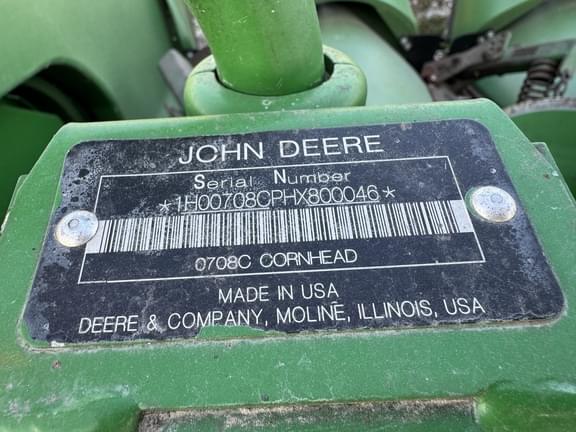 JOHN DEERE
Serial Number
*1H00708CPHX800046*
0708C CORNHEAD
MADE IN USA
DEERE & COMPANY, MOLINE, ILLINOIS, USA